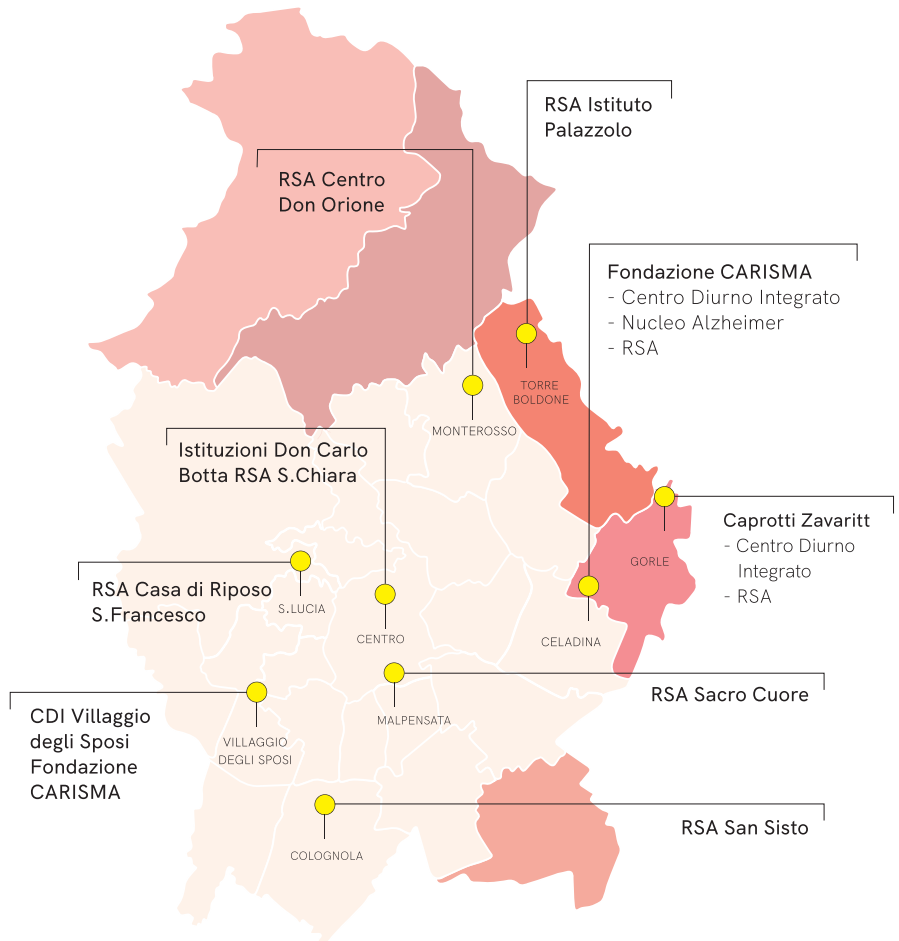 RSA Istituto
Palazzolo
RSA Centro
Don Orione
Fondazione CARISMA
- Centro Diurno Integrato
- Nucleo Alzheimer
- RSA
TORRE
BOLDONE
MONTEROSSO
Istituzioni Don Carlo
Botta RSA S.Chiara
Caprotti Zavaritt
- Centro Diurno
Integrato
- RSA
GORLE
RSA Casa di Riposo
S.Francesco
S.LUCIA
CENTRO
CELADINA
RSA Sacro Cuore
MALPENSATA
CDI Villaggio
degli Sposi
Fondazione
CARISMA
VILLAGGIO
DEGLI SPOSI
RSA San Sisto
COLOGNOLA